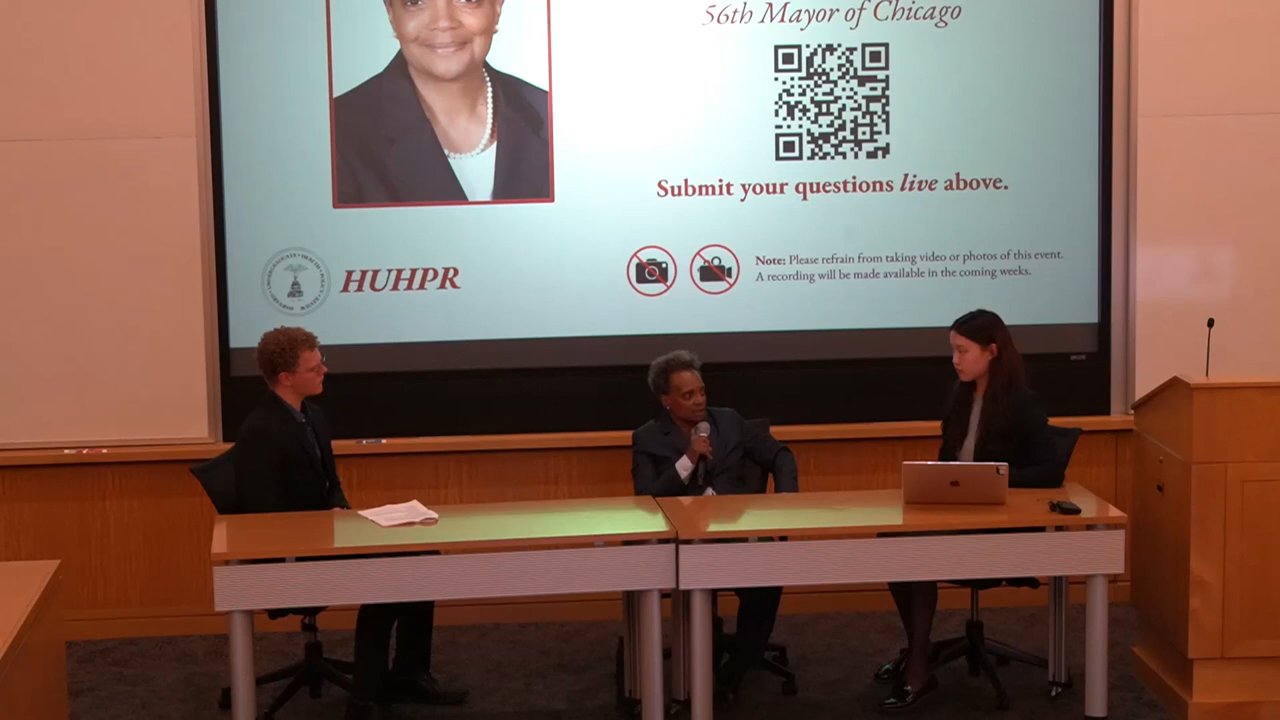 56th Mayor of Chicago
Submit your questions live above.
HUHPR
Note: Please refrain from taking video or photos of this event.
A recording will be made available in the coming weeks.